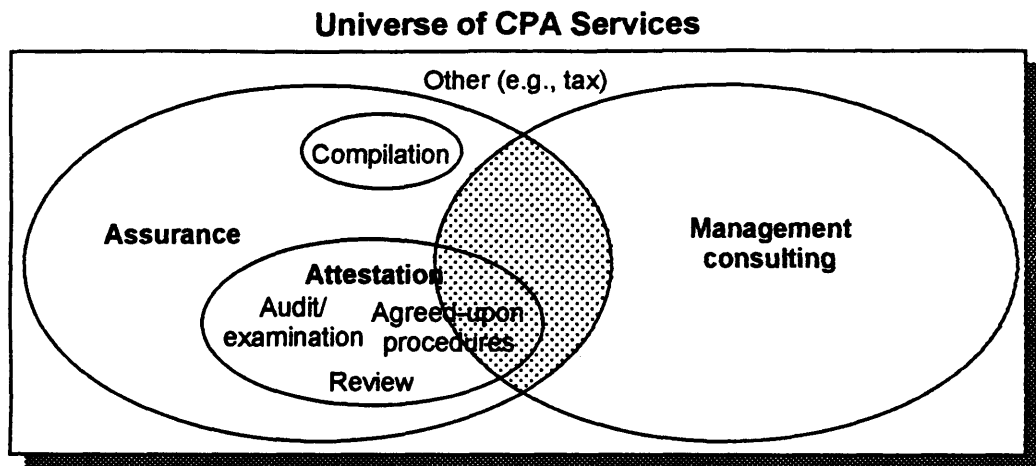 Universe of CPA Services
Other (e.g., tax)
Compilation
Assurance
Management
consulting
Attestation
Audit/
examination
Agreed-upon
procedures
Review